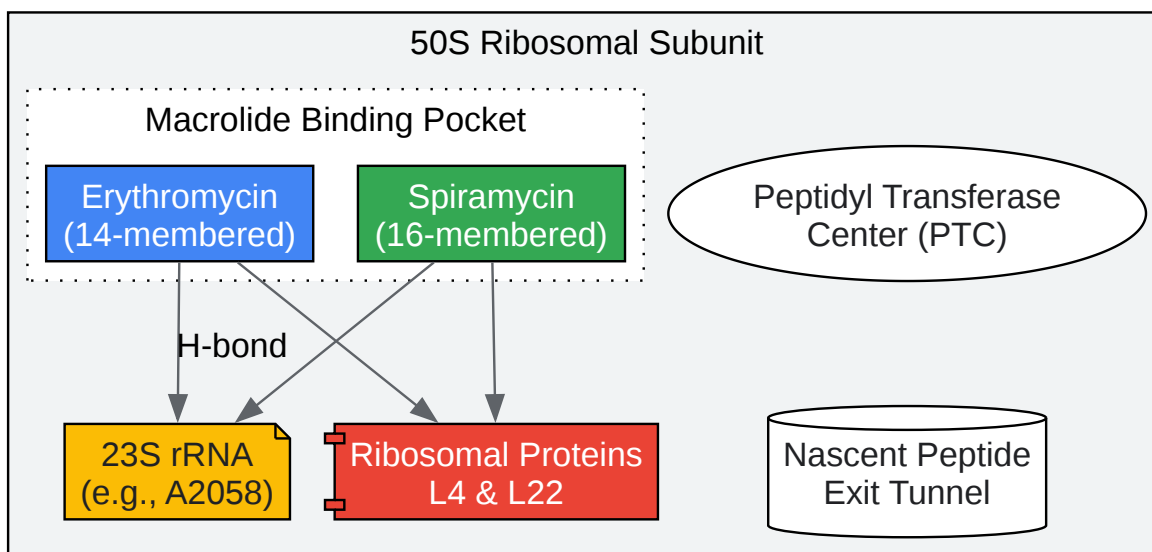 50S Ribosomal Subunit
Macrolide Binding Pocket
Erythromycin
(14-membered)
Spiramycin
(16-membered)
Peptidyl Transferase
Center (PTC)
H-bond
23S rRNA
(e.g., A2058)
Ribosomal Proteins
L4 & L22
Nascent Peptide
Exit Tunnel